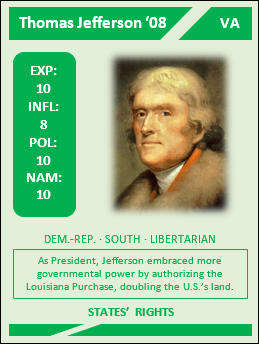 Thomas Jefferson ‘08 VA
EXP:
10
INFL:
8
POL:
10
NAM:
10
DEM.-REP. · SOUTH · LIBERTARIAN
As President, Jefferson embraced more
governmental power by authorizing the
Louisiana Purchase, doubling the U.S.’s land.
STATES’ RIGHTS